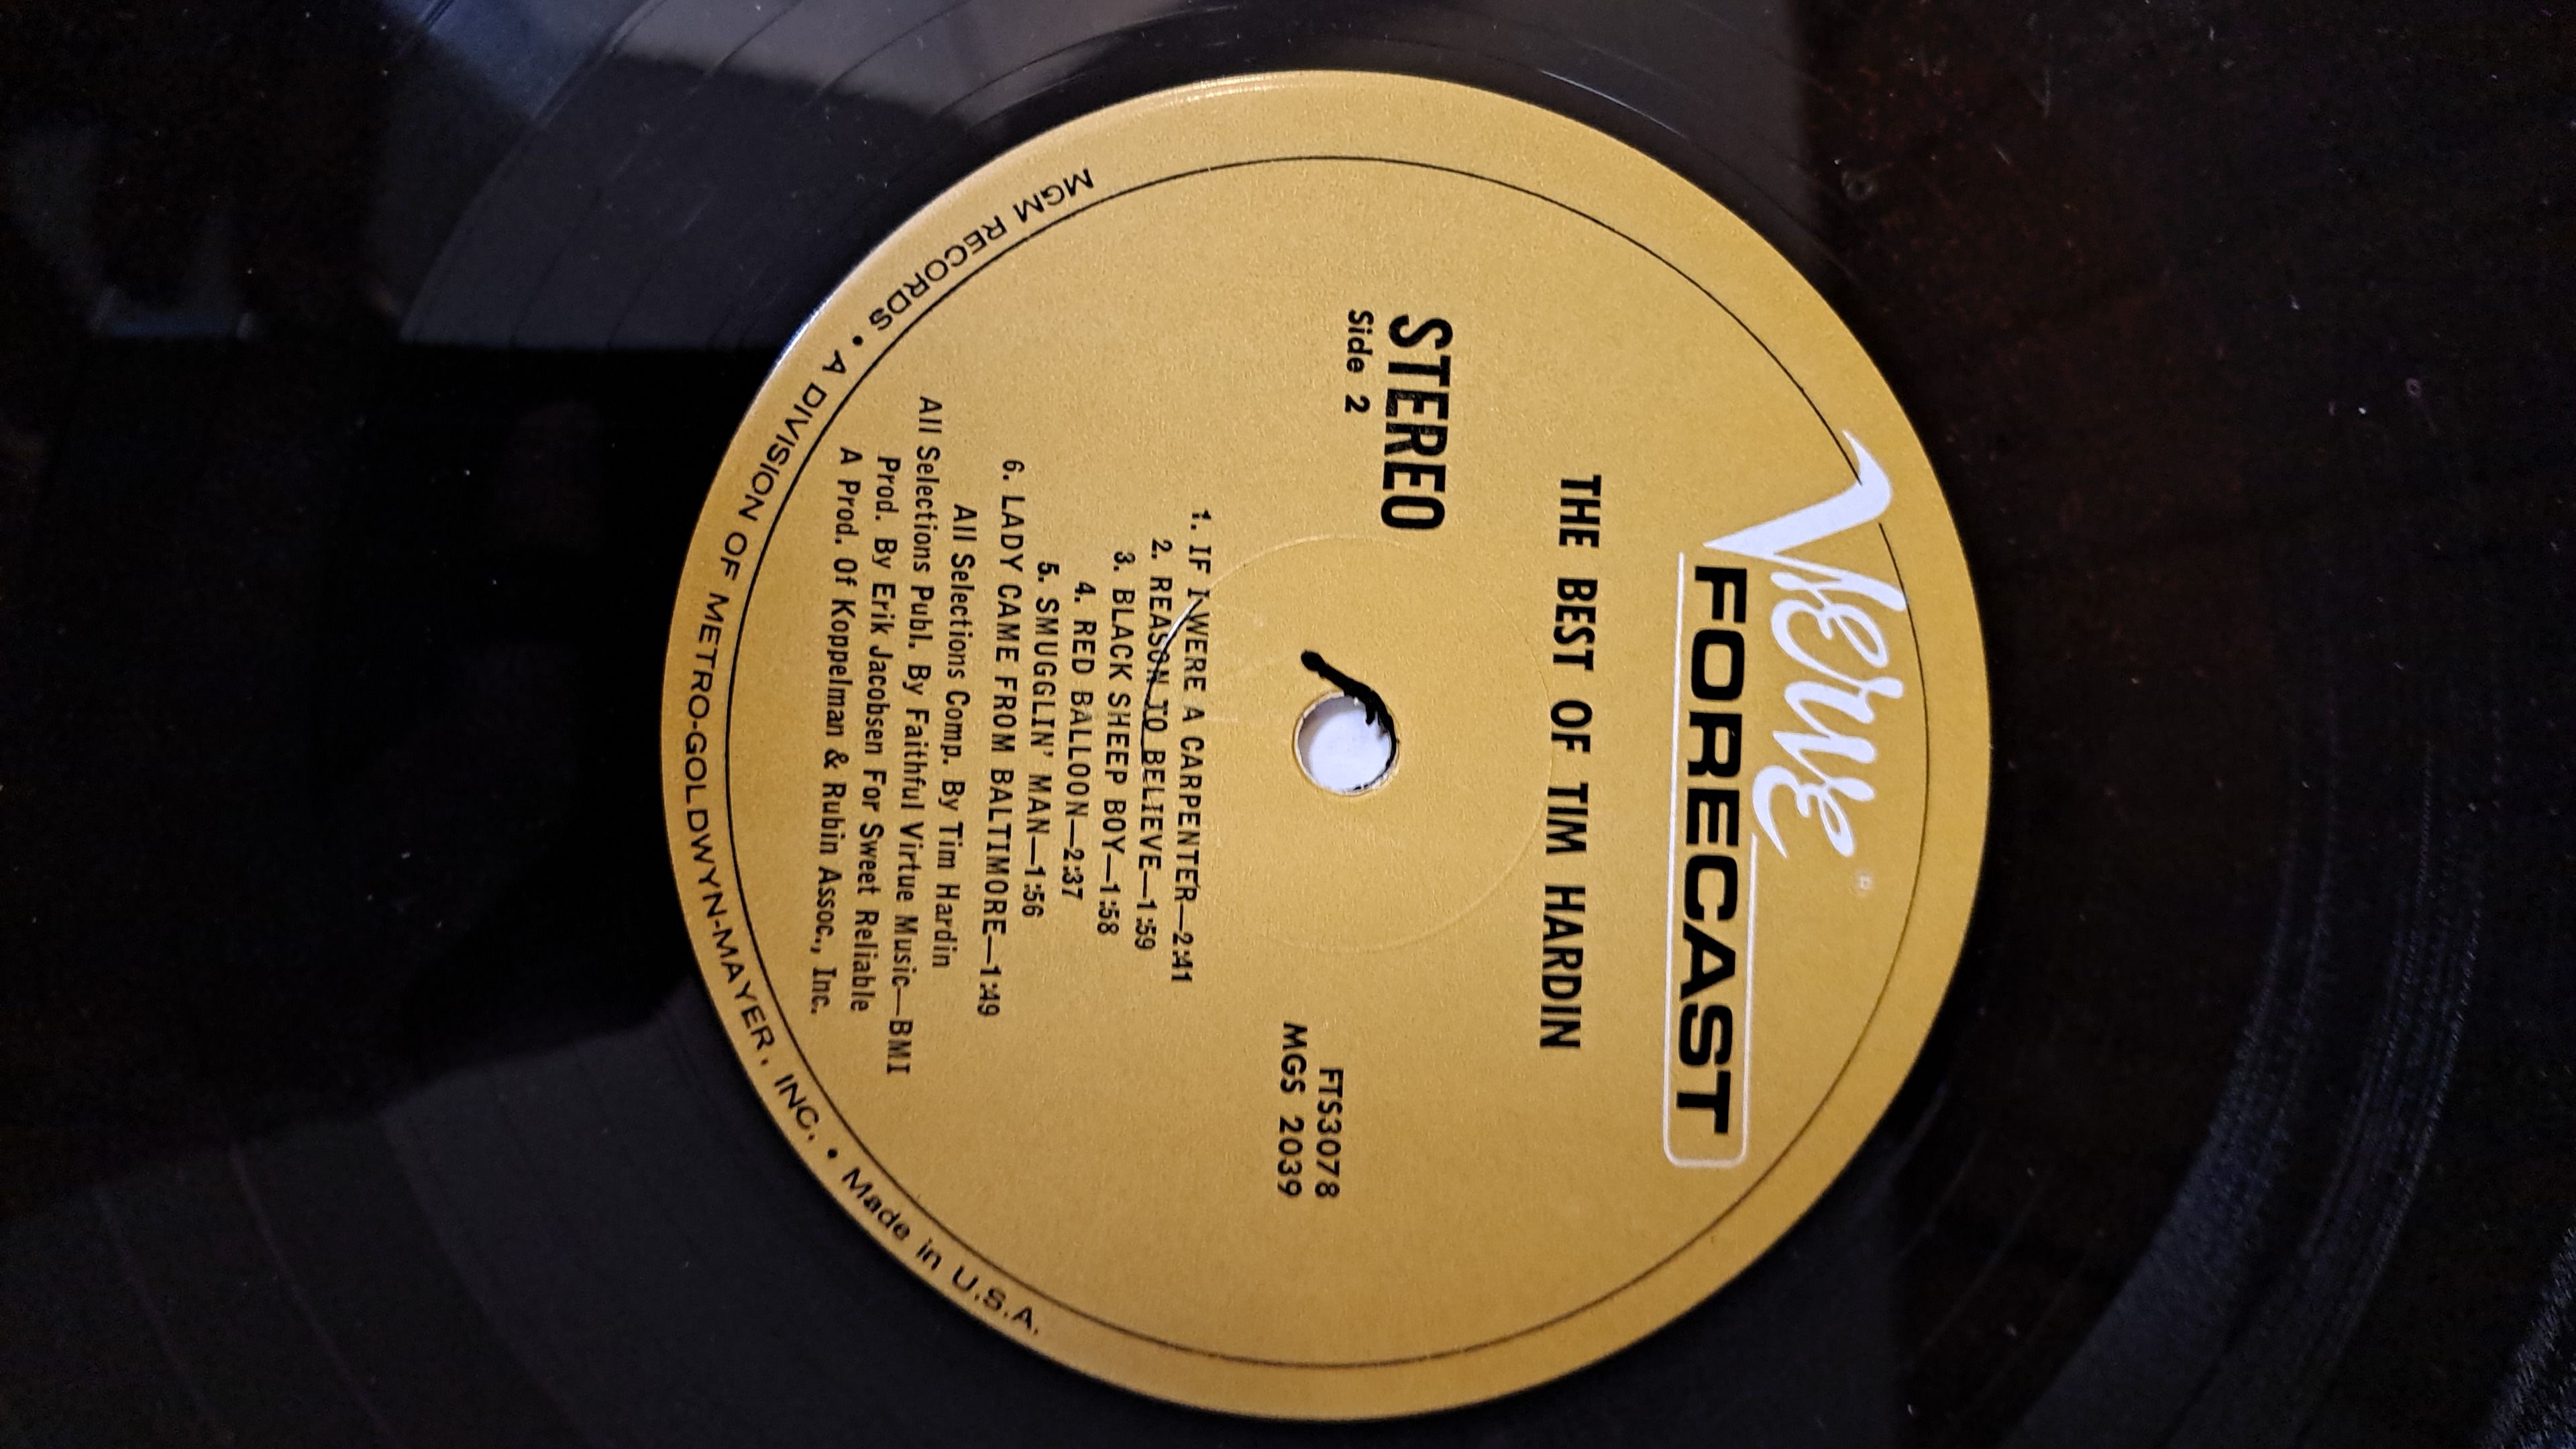 Verve ®
FORECAST
THE BEST OF TIM HARDIN
STEREO
Side 2
FTS3078
MGS 2039
1. IF I WERE A CARPENTER—2:41
2. REASON TO BELIEVE—1:59
3. BLACK SHEEP BOY—1:58
4. RED BALLOON—2:37
5. SMUGGLIN' MAN—1:56
6. LADY CAME FROM BALTIMORE—1:49
All Selections Comp. By Tim Hardin
All Selections Publ. By Faithful Virtue Music—BMI
Prod. By Erik Jacobsen For Sweet Reliable
A Prod. Of Koppelman & Rubin Assoc., Inc.
MGM RECORDS • A DIVISION OF METRO-GOLDWYN-MAYER, INC. • Made in U.S.A.